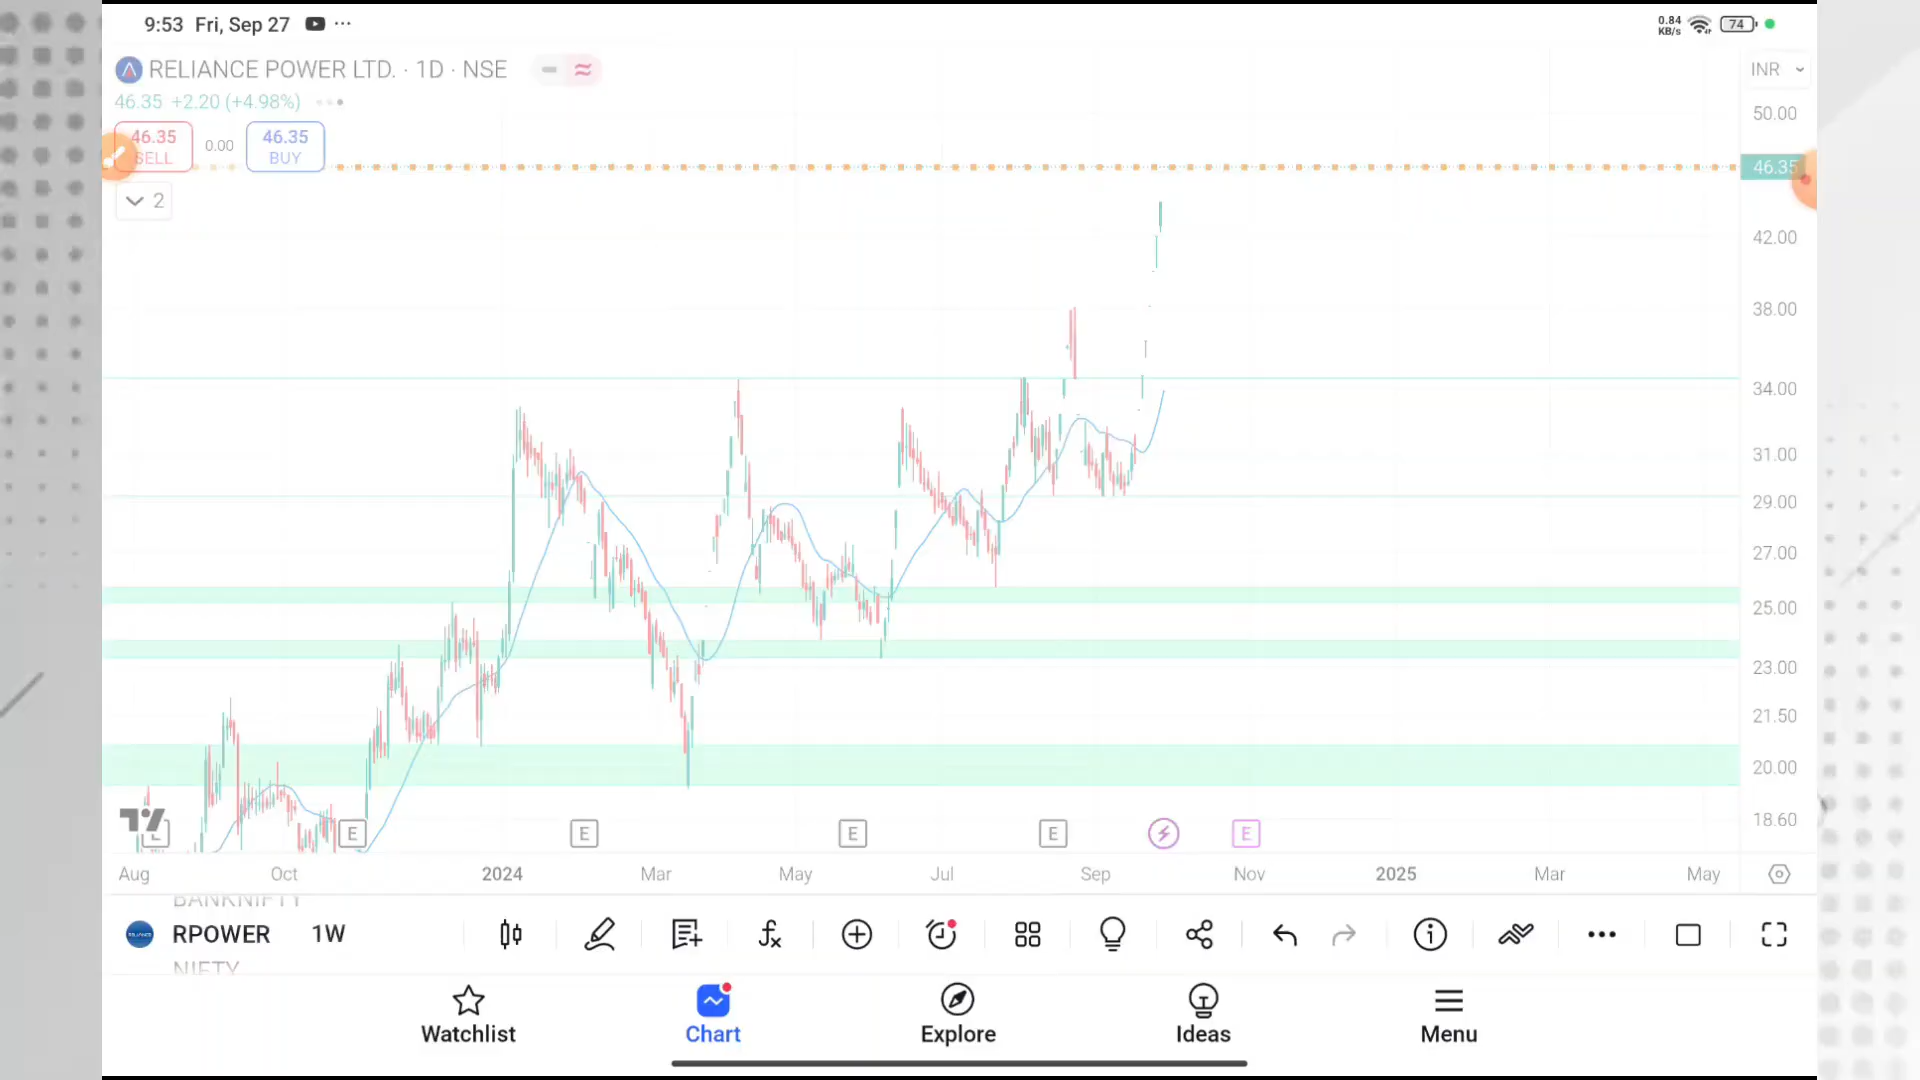 9:53 Fri, Sep 27 ···
0.84
KB/s
74
RELIANCE POWER LTD. · 1D · NSE
INR
46.35 +2.20 (+4.98%)
46.35
SELL
0.00
46.35
BUY
2
50.00
46.35
42.00
38.00
34.00
31.00
29.00
27.00
25.00
23.00
21.50
20.00
18.60
E E E E E E
Aug Oct 2024 Mar May Jul Sep Nov 2025 Mar May
BANKNIFTY
RPOWER 1W
NIFTY
Watchlist Chart Explore Ideas Menu